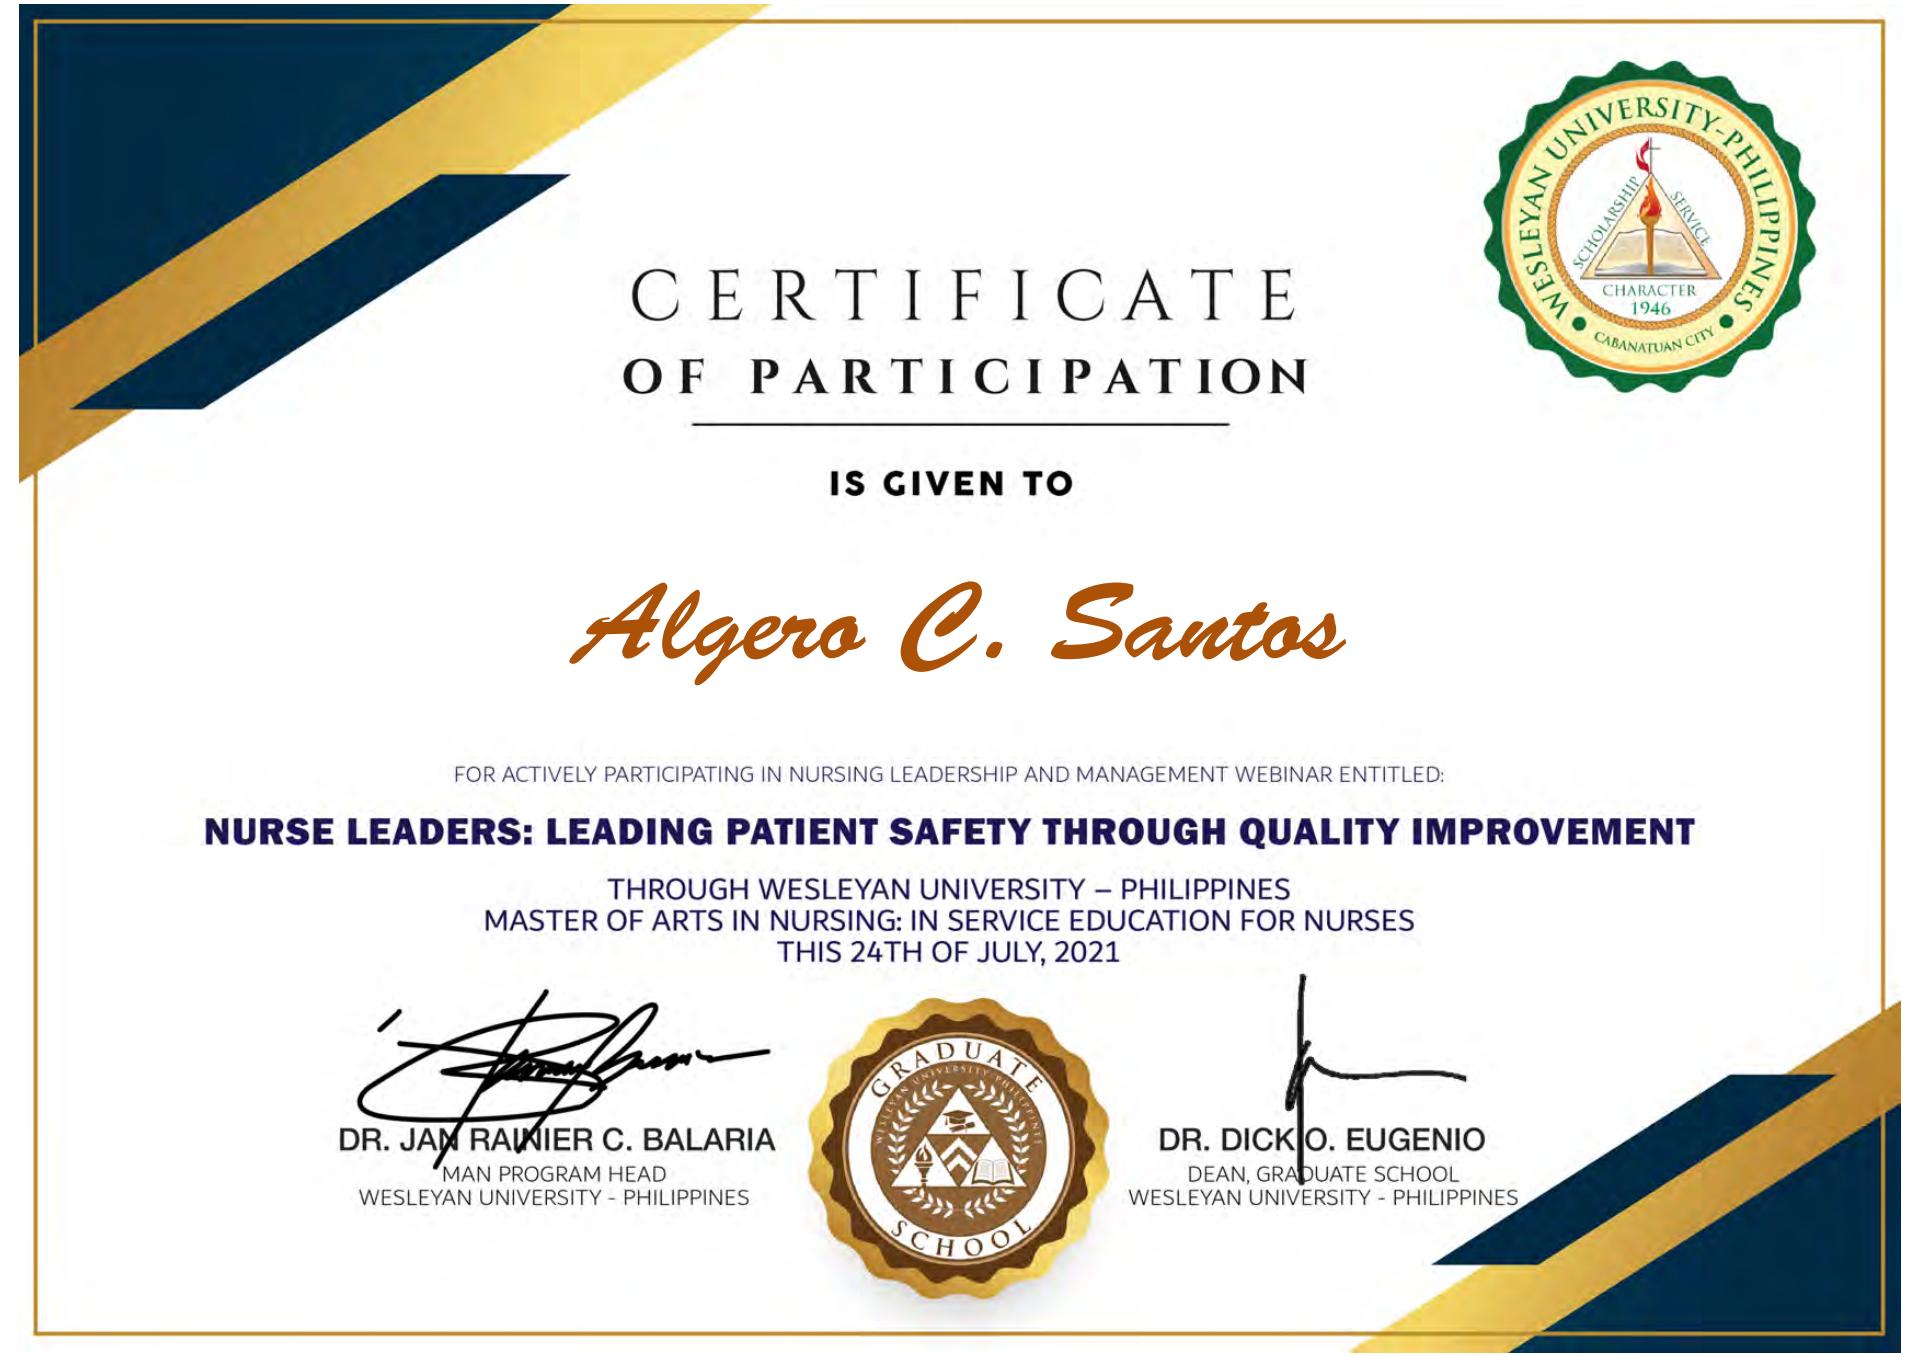 WESLEYAN UNIVERSITY-PHILIPPINES
SCHOLARSHIP
SERVICE
CHARACTER
1946
CABANATUAN CITY
CERTIFICATE
OF PARTICIPATION
IS GIVEN TO
Algero C. Santos
FOR ACTIVELY PARTICIPATING IN NURSING LEADERSHIP AND MANAGEMENT WEBINAR ENTITLED:
NURSE LEADERS: LEADING PATIENT SAFETY THROUGH QUALITY IMPROVEMENT
THROUGH WESLEYAN UNIVERSITY – PHILIPPINES
MASTER OF ARTS IN NURSING: IN SERVICE EDUCATION FOR NURSES
THIS 24TH OF JULY, 2021
DR. JAN RAINIER C. BALARIA
MAN PROGRAM HEAD
WESLEYAN UNIVERSITY - PHILIPPINES
GRADUATE
WESLEYAN UNIVERSITY-PHILIPPINES
SCHOOL
DR. DICK O. EUGENIO
DEAN, GRADUATE SCHOOL
WESLEYAN UNIVERSITY - PHILIPPINES